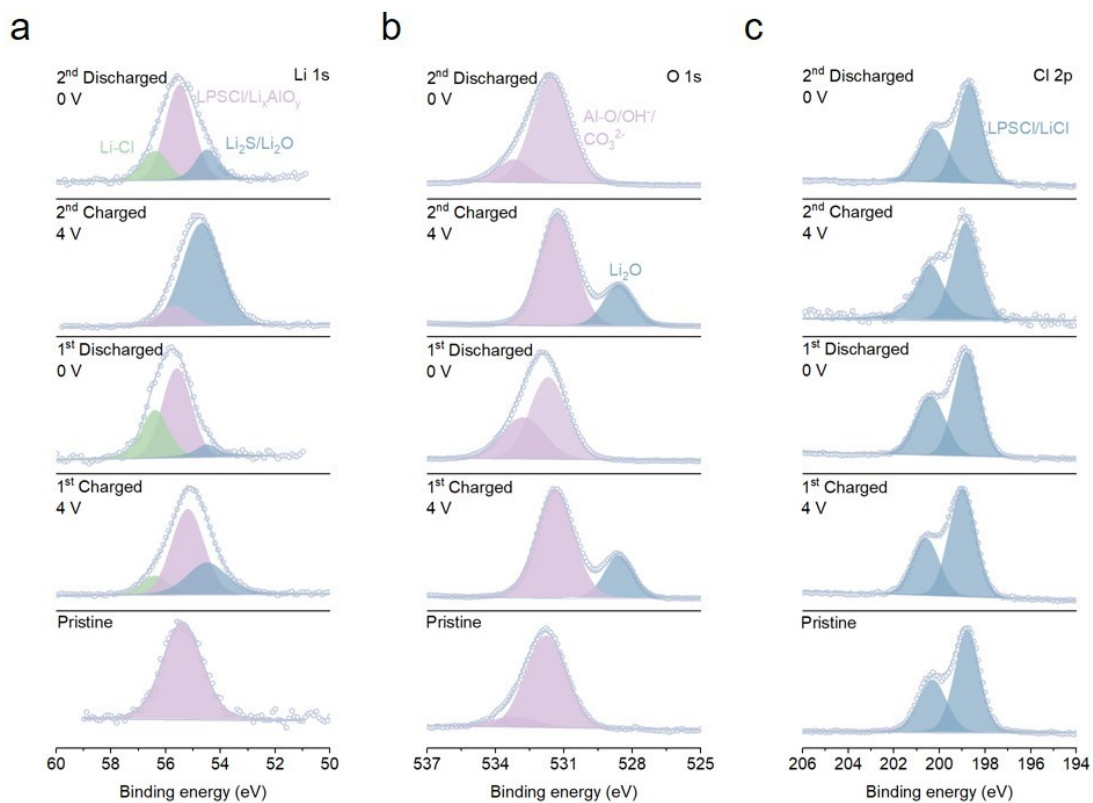 a
2nd Discharged
0 V
Li 1s
LPSCl/LixAlOy
Li-Cl
Li2S/Li2O
2nd Charged
4 V
1st Discharged
0 V
1st Charged
4 V
Pristine
60 58 56 54 52 50
Binding energy (eV)
b
2nd Discharged
0 V
O 1s
Al-O/OH-/
CO3 2-
2nd Charged
4 V
Li2O
1st Discharged
0 V
1st Charged
4 V
Pristine
537 534 531 528 525
Binding energy (eV)
c
2nd Discharged
0 V
Cl 2p
LPSCl/LiCl
2nd Charged
4 V
1st Discharged
0 V
1st Charged
4 V
Pristine
206 204 202 200 198 196 194
Binding energy (eV)